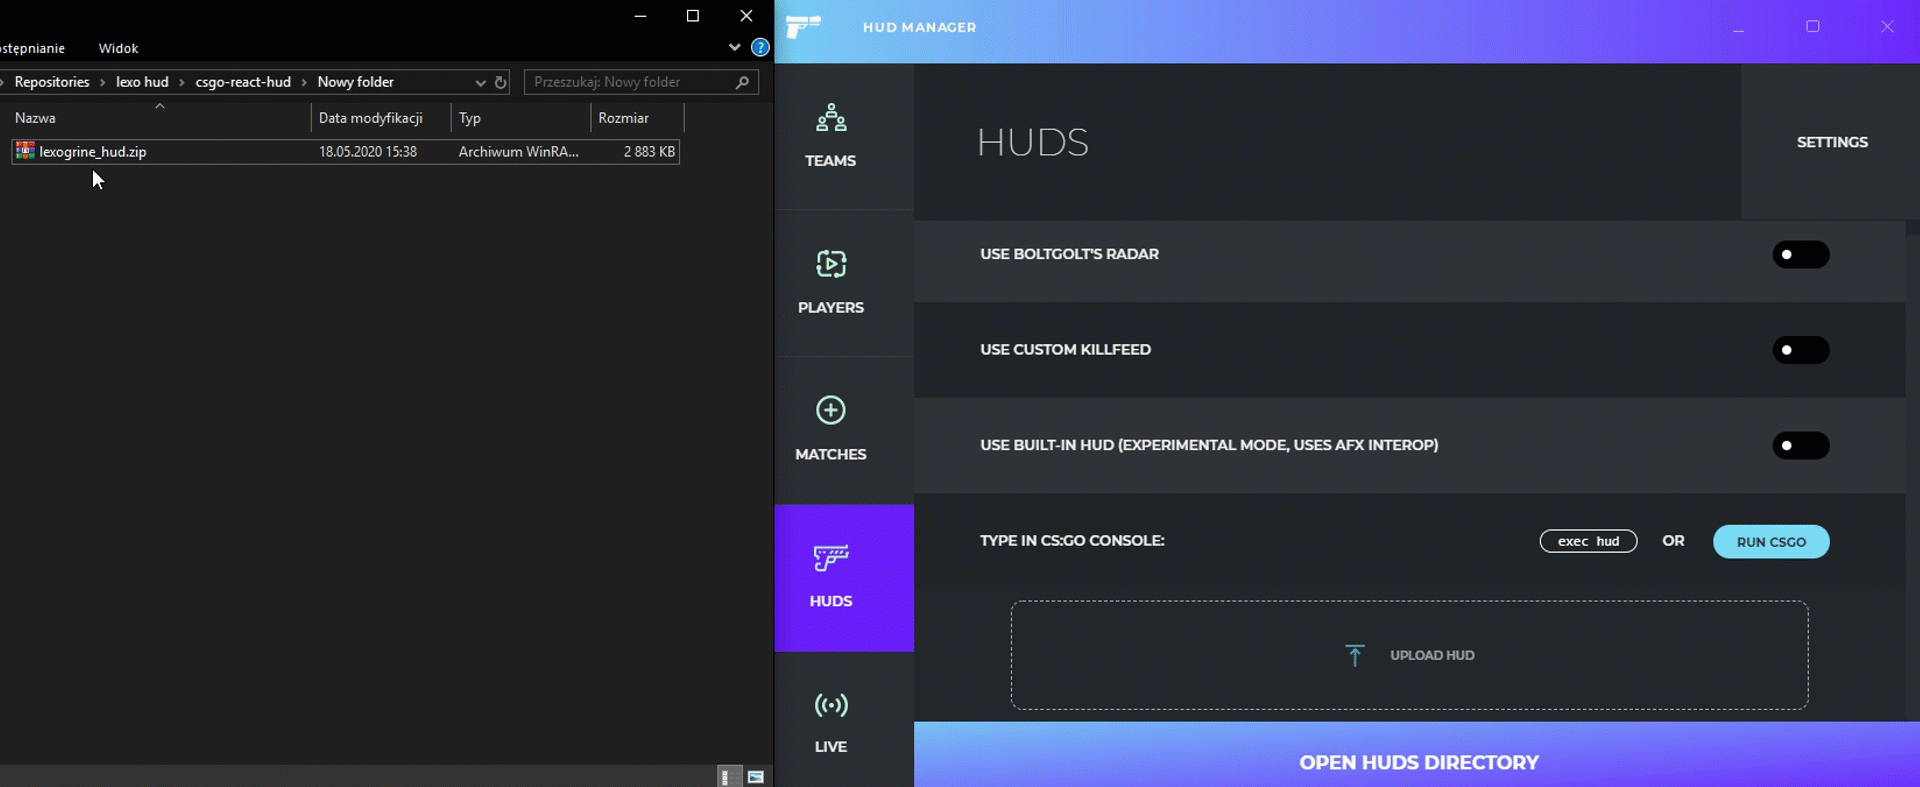 ostępnianie
Widok
?
Repositories > lexo hud > csgo-react-hud > Nowy folder
Przeszukaj: Nowy folder
Nazwa
Data modyfikacji
Typ
Rozmiar
lexogrine_hud.zip
18.05.2020 15:38
Archiwum WinRA...
2 883 KB
HUD MANAGER
TEAMS
PLAYERS
MATCHES
HUDS
LIVE
HUDS
SETTINGS
USE BOLTGOLT'S RADAR
USE CUSTOM KILLFEED
USE BUILT-IN HUD (EXPERIMENTAL MODE, USES AFX INTEROP)
TYPE IN CS:GO CONSOLE:
exec hud
OR
RUN CSGO
UPLOAD HUD
OPEN HUDS DIRECTORY